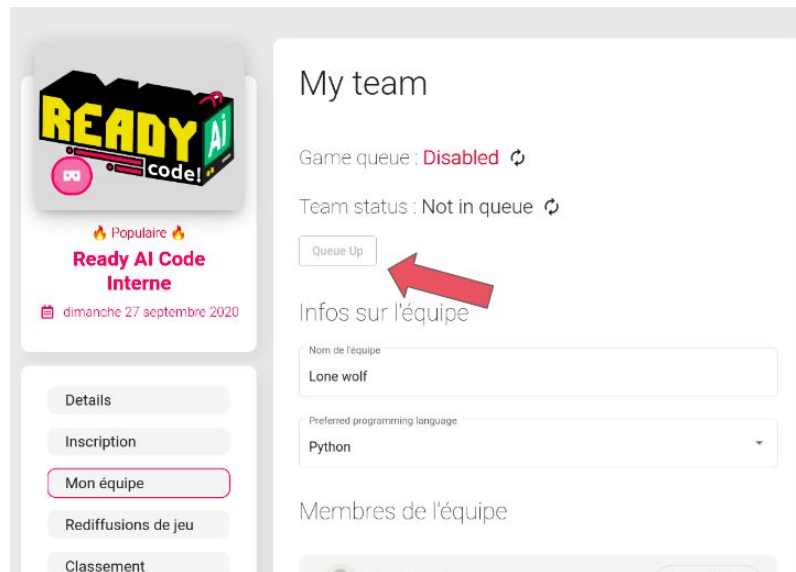 READY
Ai
code!
🔥 Populaire 🔥
Ready AI Code
Interne
dimanche 27 septembre 2020
Details
Inscription
Mon équipe
Rediffusions de jeu
Classement
My team
Game queue : Disabled
Team status : Not in queue
Queue Up
Infos sur l'équipe
Nom de l'équipe
Lone wolf
Preferred programming language
Python
Membres de l'équipe